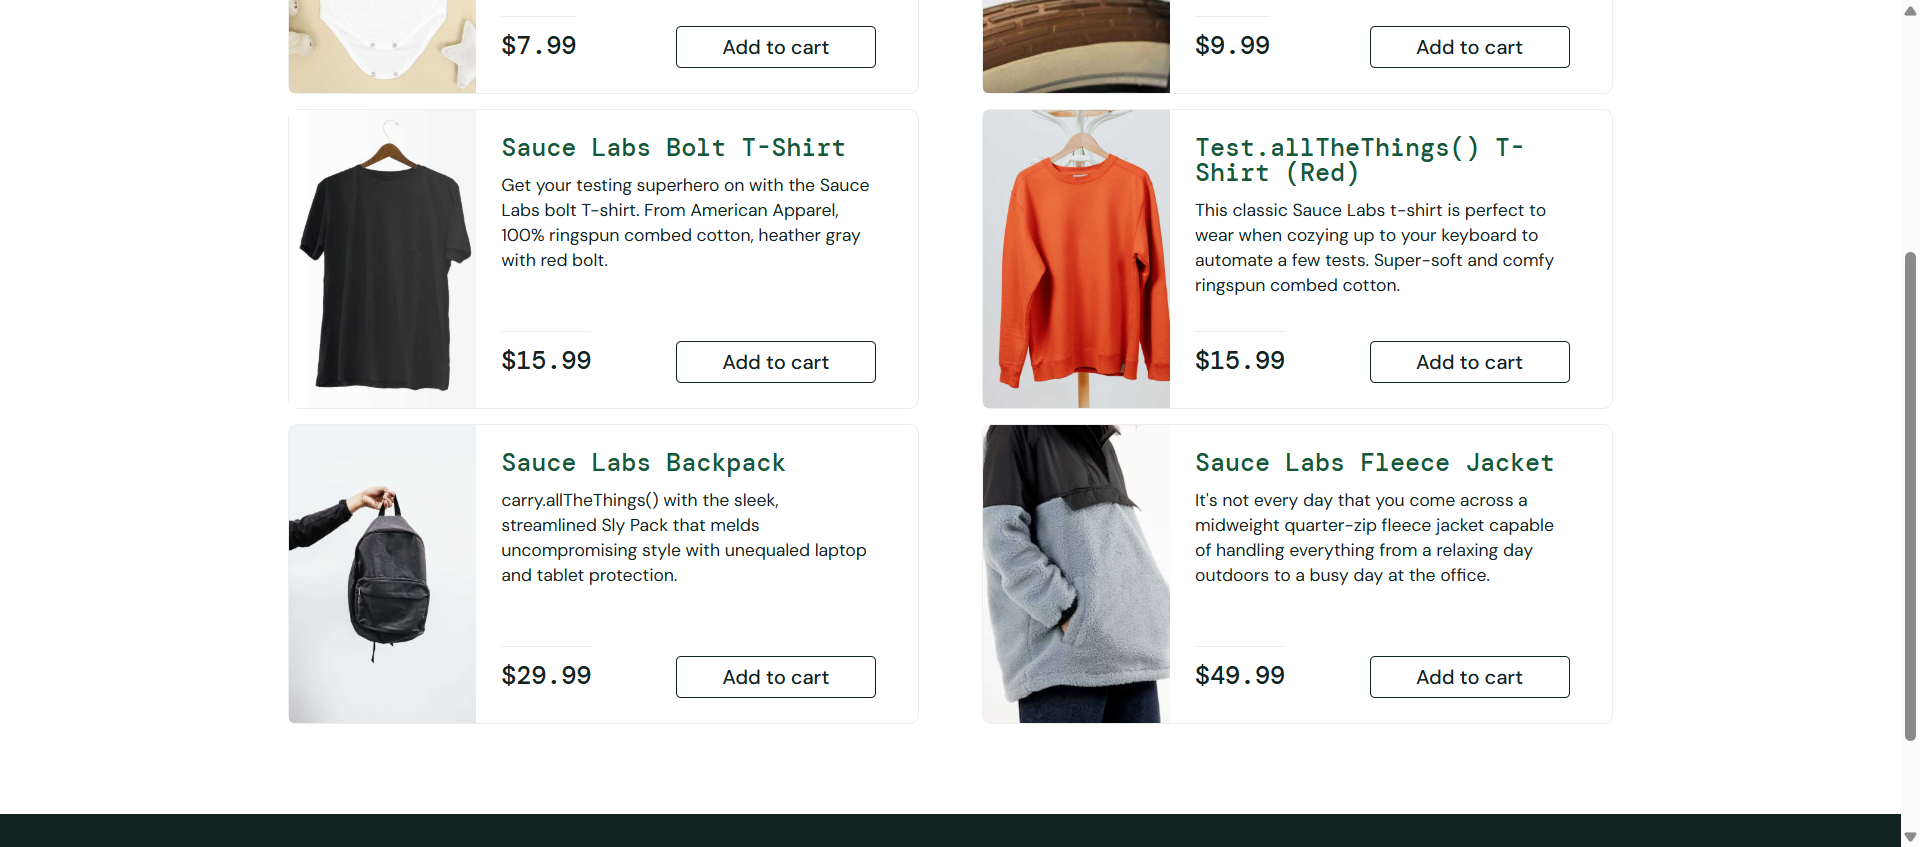 $7.99
Add to cart
$9.99
Add to cart
Sauce Labs Bolt T-Shirt
Get your testing superhero on with the Sauce
Labs bolt T-shirt. From American Apparel,
100% ringspun combed cotton, heather gray
with red bolt.
$15.99
Add to cart
Test.allTheThings() T-
Shirt (Red)
This classic Sauce Labs t-shirt is perfect to
wear when cozying up to your keyboard to
automate a few tests. Super-soft and comfy
ringspun combed cotton.
$15.99
Add to cart
Sauce Labs Backpack
carry.allTheThings() with the sleek,
streamlined Sly Pack that melds
uncompromising style with unequaled laptop
and tablet protection.
$29.99
Add to cart
Sauce Labs Fleece Jacket
It's not every day that you come across a
midweight quarter-zip fleece jacket capable
of handling everything from a relaxing day
outdoors to a busy day at the office.
$49.99
Add to cart